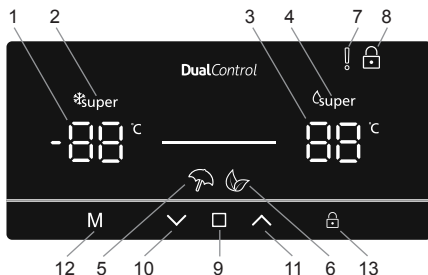 1 2 3 4 7 8
DualControl
super super
-88 °C 88 °C
M
12 5 10 9 11 6 13